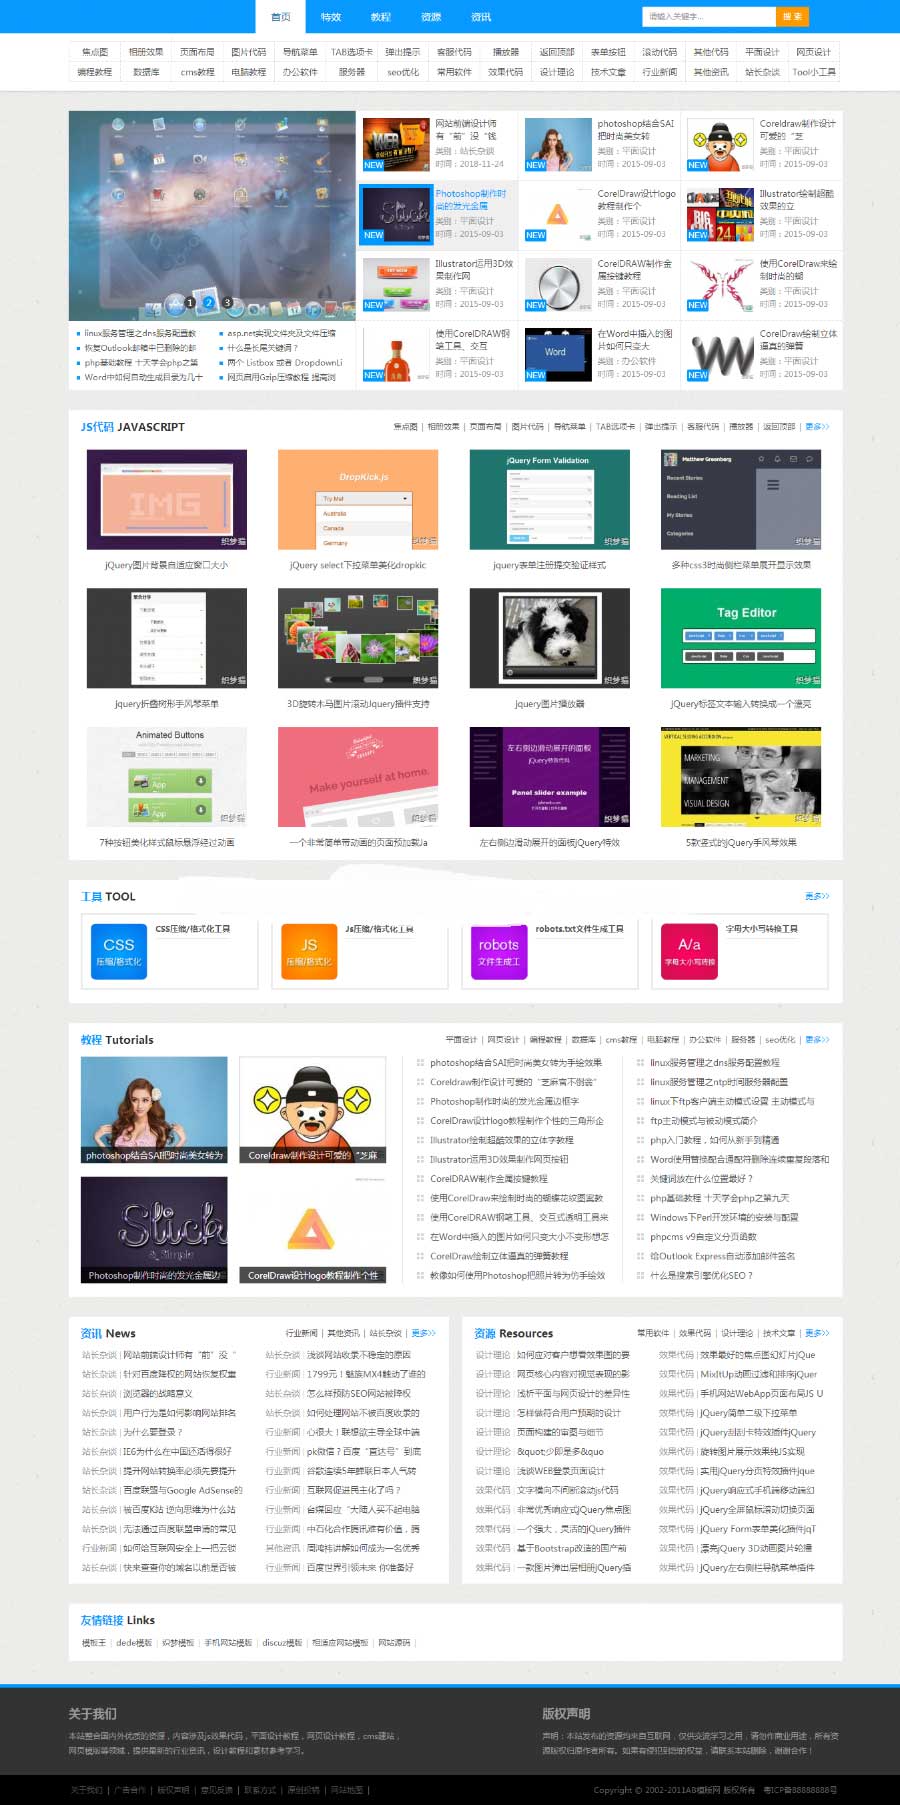 首页 特效 教程 资源 资讯
请输入关键字... 搜 索
焦点图 相册效果 页面布局 图片代码 导航菜单 TAB选项卡 弹出提示 客服代码 播放器 返回顶部 表单按钮 滚动代码 其他代码 平面设计 网页设计
编程教程 数据库 cms教程 电脑教程 办公软件 服务器 seo优化 常用软件 效果代码 设计理论 技术文章 行业新闻 其他资讯 站长杂谈 Tool小工具
网站前端设计师有“前”没“钱
类别：站长杂谈
时间：2018-11-24
photoshop结合SAI把时尚美女转
类别：平面设计
时间：2015-09-03
Coreldraw制作设计可爱的“芝
类别：平面设计
时间：2015-09-03
Photoshop制作时尚的发光金属
类别：平面设计
时间：2015-09-03
CorelDraw设计logo教程制作个
类别：平面设计
时间：2015-09-03
Illustrator绘制超酷效果的立
类别：平面设计
时间：2015-09-03
Illustrator运用3D效果制作网
类别：平面设计
时间：2015-09-03
CorelDRAW制作金属按键教程
类别：平面设计
时间：2015-09-03
使用CorelDraw来绘制时尚的蝴
类别：平面设计
时间：2015-09-03
使用CorelDRAW钢笔工具、交互
类别：平面设计
时间：2015-09-03
在Word中插入的图片如何只变大
类别：办公软件
时间：2015-09-03
CorelDraw绘制立体逼真的弹簧
类别：平面设计
时间：2015-09-03
1 2 3
linux服务管理之dns服务配置教 asp.net实现文件夹及文件压缩
恢复Outlook邮箱中已删除的邮 什么是长尾关键词？
php基础教程 十天学会php之第 两个 Listbox 或者 DropdownLi
Word中如何自动生成目录为几十 网页启用Gzip压缩教程 提高浏
JS代码 JAVASCRIPT
焦点图 | 相册效果 | 页面布局 | 图片代码 | 导航菜单 | TAB选项卡 | 弹出提示 | 客服代码 | 播放器 | 返回顶部 | 更多>>
jQuery图片背景自适应窗口大小 jQuery select下拉菜单美化dropkic jquery表单注册提交验证样式 多种css3时尚侧栏菜单展开显示效果
jquery折叠树形手风琴菜单 3D旋转木马图片滚动Jquery插件支持 jquery图片播放器 jQuery标签文本输入转换成一个漂亮
7种按钮美化样式鼠标悬浮经过动画 一个非常简单带动画的页面预加载Ja 左右侧边滑动展开的面板jQuery特效 5款竖式的jQuery手风琴效果
工具 TOOL 更多>>
CSS 压缩/格式化 CSS压缩/格式化工具
JS 压缩/格式化 Js压缩/格式化工具
robots 文件生成工 robots.txt文件生成工具
A/a 字母大小写转换 字母大小写转换工具
教程 Tutorials
平面设计 | 网页设计 | 编程教程 | 数据库 | cms教程 | 电脑教程 | 办公软件 | 服务器 | seo优化 | 更多>>
photoshop结合SAI把时尚美女转为 Coreldraw制作设计可爱的“芝麻
Photoshop制作时尚的发光金属边 CorelDraw设计logo教程制作个性
photoshop结合SAI把时尚美女转为手绘效果
Coreldraw制作设计可爱的“芝麻官不倒翁”
Photoshop制作时尚的发光金属边框字
CorelDraw设计logo教程制作个性的三角形企
Illustrator绘制超酷效果的立体字教程
Illustrator运用3D效果制作网页按钮
CorelDRAW制作金属按键教程
使用CorelDraw来绘制时尚的蝴蝶花纹图案教
使用CorelDRAW钢笔工具、交互式透明工具来
在Word中插入的图片如何只变大小不变形想怎
CorelDraw绘制立体逼真的弹簧教程
教像如何使用Photoshop把照片转为仿手绘效
linux服务管理之dns服务配置教程
linux服务管理之ntp时间服务器配置
linux下ftp客户端主动模式设置 主动模式与
ftp主动模式与被动模式简介
php入门教程，如何从新手到精通
Word使用替换配合通配符删除连续重复段落和
关键词放在什么位置最好？
php基础教程 十天学会php之第九天
Windows下Perl开发环境的安装与配置
phpcms v9自定义分页函数
给Outlook Express自动添加邮件签名
什么是搜索引擎优化SEO？
资讯 News
行业新闻 | 其他资讯 | 站长杂谈 | 更多>>
站长杂谈 | 网站前端设计师有“前”没“
站长杂谈 | 针对百度降权的网站恢复权重
站长杂谈 | 浏览器的战略意义
站长杂谈 | 用户行为是如何影响网站排名
站长杂谈 | 为什么要登录？
站长杂谈 | IE6为什么在中国还活得很好
站长杂谈 | 提升网站转换率必须先要提升
站长杂谈 | 百度联盟与Google AdSense的
站长杂谈 | 被百度K站 逆向思维为什么站
站长杂谈 | 无法通过百度联盟申请的常见
行业新闻 | 如何给互联网安全上一把云锁
站长杂谈 | 快来查查你的域名以前是否被
站长杂谈 | 浅谈网站收录不稳定的原因
行业新闻 | 1799元！魅族MX4触动了谁的
站长杂谈 | 怎么样预防SEO网站被降权
站长杂谈 | 如何处理网站不被百度收录的
行业新闻 | 心很大！联想欲主导全球中端
行业新闻 | pk微信？百度“直达号”到底
行业新闻 | 谷歌连续5年蝉联日本人气转
行业新闻 | 互联网促进民主化了吗？
行业新闻 | 台媒回应“大陆人买不起电脑
行业新闻 | 中石化合作腾讯难有价值，腾
其他资讯 | 周鸿祎讲解如何成为一名优秀
行业新闻 | 百度世界引领未来 你准备好
资源 Resources
常用软件 | 效果代码 | 设计理论 | 技术文章 | 更多>>
设计理论 | 如何应对客户想看效果图的要
设计理论 | 网页核心内容对视觉表现的影
设计理论 | 浅析平面与网页设计的差异性
设计理论 | 怎样做符合用户预期的设计
设计理论 | 页面构建的审图与细节
设计理论 | &quot;少即是多&quo
设计理论 | 浅谈WEB登录页面设计
效果代码 | 文字横向不间断滚动js代码
效果代码 | 非常优秀响应式jQuery焦点图
效果代码 | 一个强大，灵活的jQuery插件
效果代码 | 基于Bootstrap改造的国产前
效果代码 | 一款图片弹出层相册jQuery插
效果代码 | 效果最好的焦点图幻灯片jQue
效果代码 | MixItUp动画过滤和排序jQuer
效果代码 | 手机网站WebApp页面布局JS U
效果代码 | jQuery简单二级下拉菜单
效果代码 | jQuery刮刮卡特效插件jQuery
效果代码 | 旋转图片展示效果纯JS实现
效果代码 | 实用jQuery分页特效插件jque
效果代码 | jQuery响应式手机端移动端幻
效果代码 | jQuery全屏鼠标滚动切换页面
效果代码 | jQuery Form表单美化插件jqT
效果代码 | 漂亮jQuery 3D动画图片轮播
效果代码 | jQuery左右侧栏导航菜单插件
友情链接 Links
模板王 | dede模版 | 织梦模板 | 手机网站模版 | discuz模版 | 相适应网站模板 | 网站源码 |
关于我们
本站整合国内外优质的资源，内容涉及js效果代码，平面设计教程，网页设计教程，cms建站，
网页模版等领域，提供最新的行业资讯，设计教程和素材参考学习。
版权声明
声明：本站发布的资源均来自互联网，仅供交流学习之用，请勿作商业用途，所有资
源版权归原作者所有。如果有侵犯到您的权益，请联系本站删除，谢谢合作！
关于我们 | 广告合作 | 版权声明 | 意见反馈 | 联系方式 | 原创投稿 | 网站地图 |
Copyright © 2002-2011AB模版网 版权所有 粤ICP备88888888号